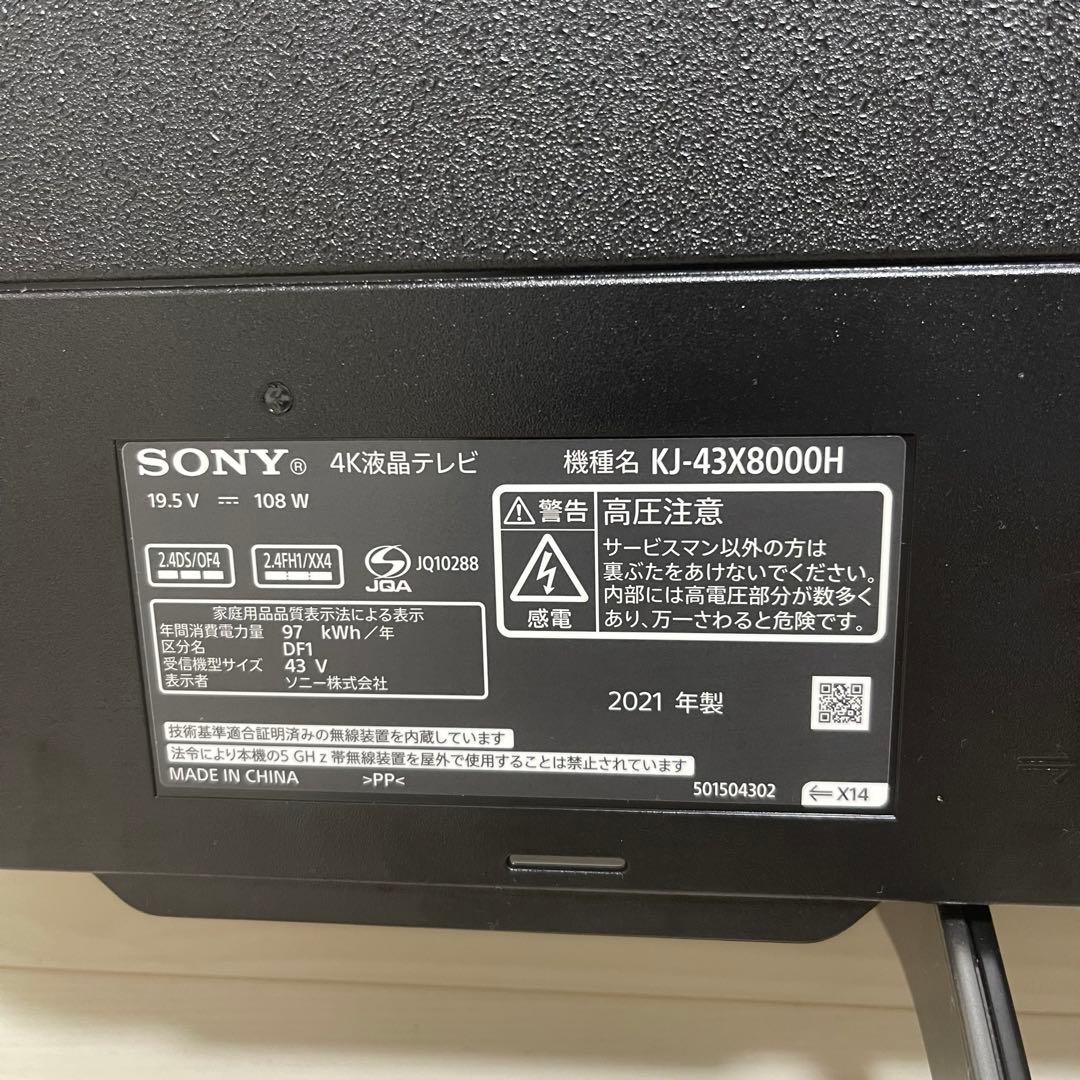 SONY® 4K液晶テレビ 機種名 KJ-43X8000H
19.5 V ⎓ 108 W
2.4DS/OF4 2.4FH1/XX4 JQA JQ10288
家庭用品品質表示法による表示
年間消費電力量 97 kWh/年
区分名 DF1
受信機型サイズ 43 V
表示者 ソニー株式会社
警告 高圧注意
感電
サービスマン以外の方は
裏ぶたをあけないでください。
内部には高電圧部分が数多く
あり、万一さわると危険です。
2021 年製
技術基準適合証明済みの無線装置を内蔵しています
法令により本機の5 GHz帯無線装置を屋外で使用することは禁止されています
MADE IN CHINA >PP<
501504302 ⇐ X14